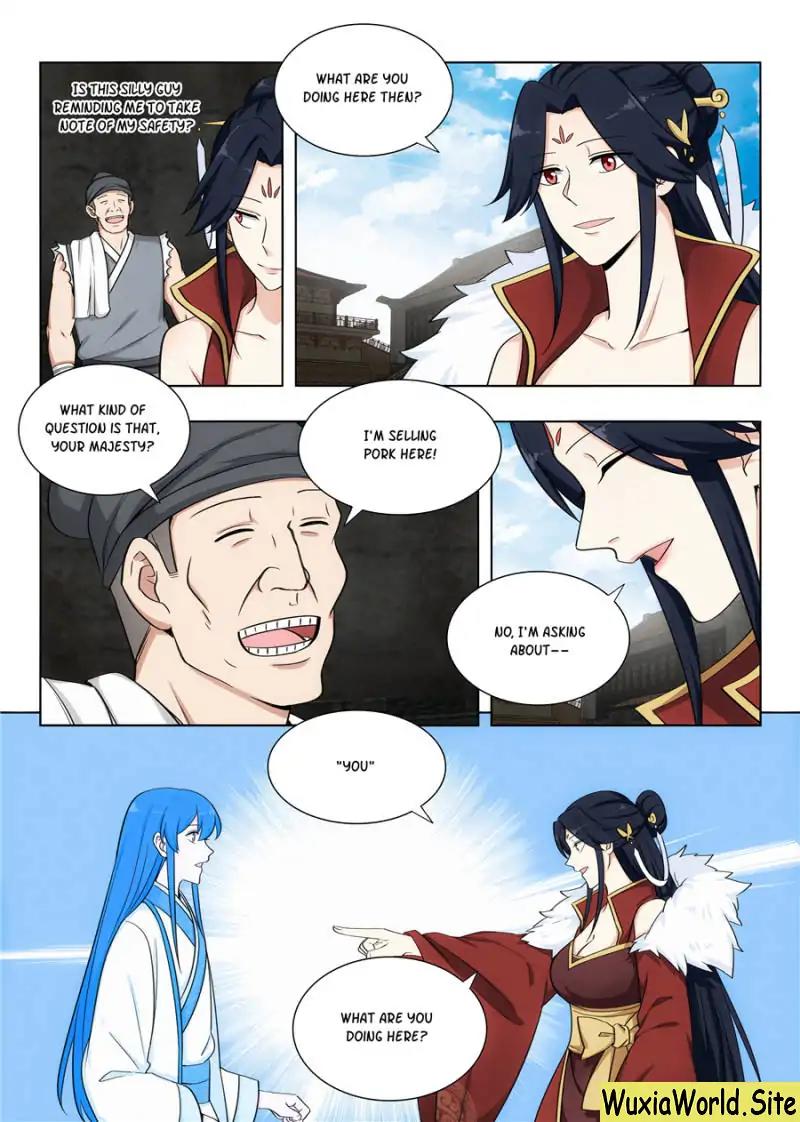 IS THIS SILLY GUY
REMINDING ME TO TAKE
NOTE OF MY SAFETY?
WHAT ARE YOU
DOING HERE THEN?
WHAT KIND OF
QUESTION IS THAT,
YOUR MAJESTY?
I'M SELLING
PORK HERE!
NO, I'M ASKING
ABOUT--
"YOU"
WHAT ARE YOU
DOING HERE?
WuxiaWorld.Site